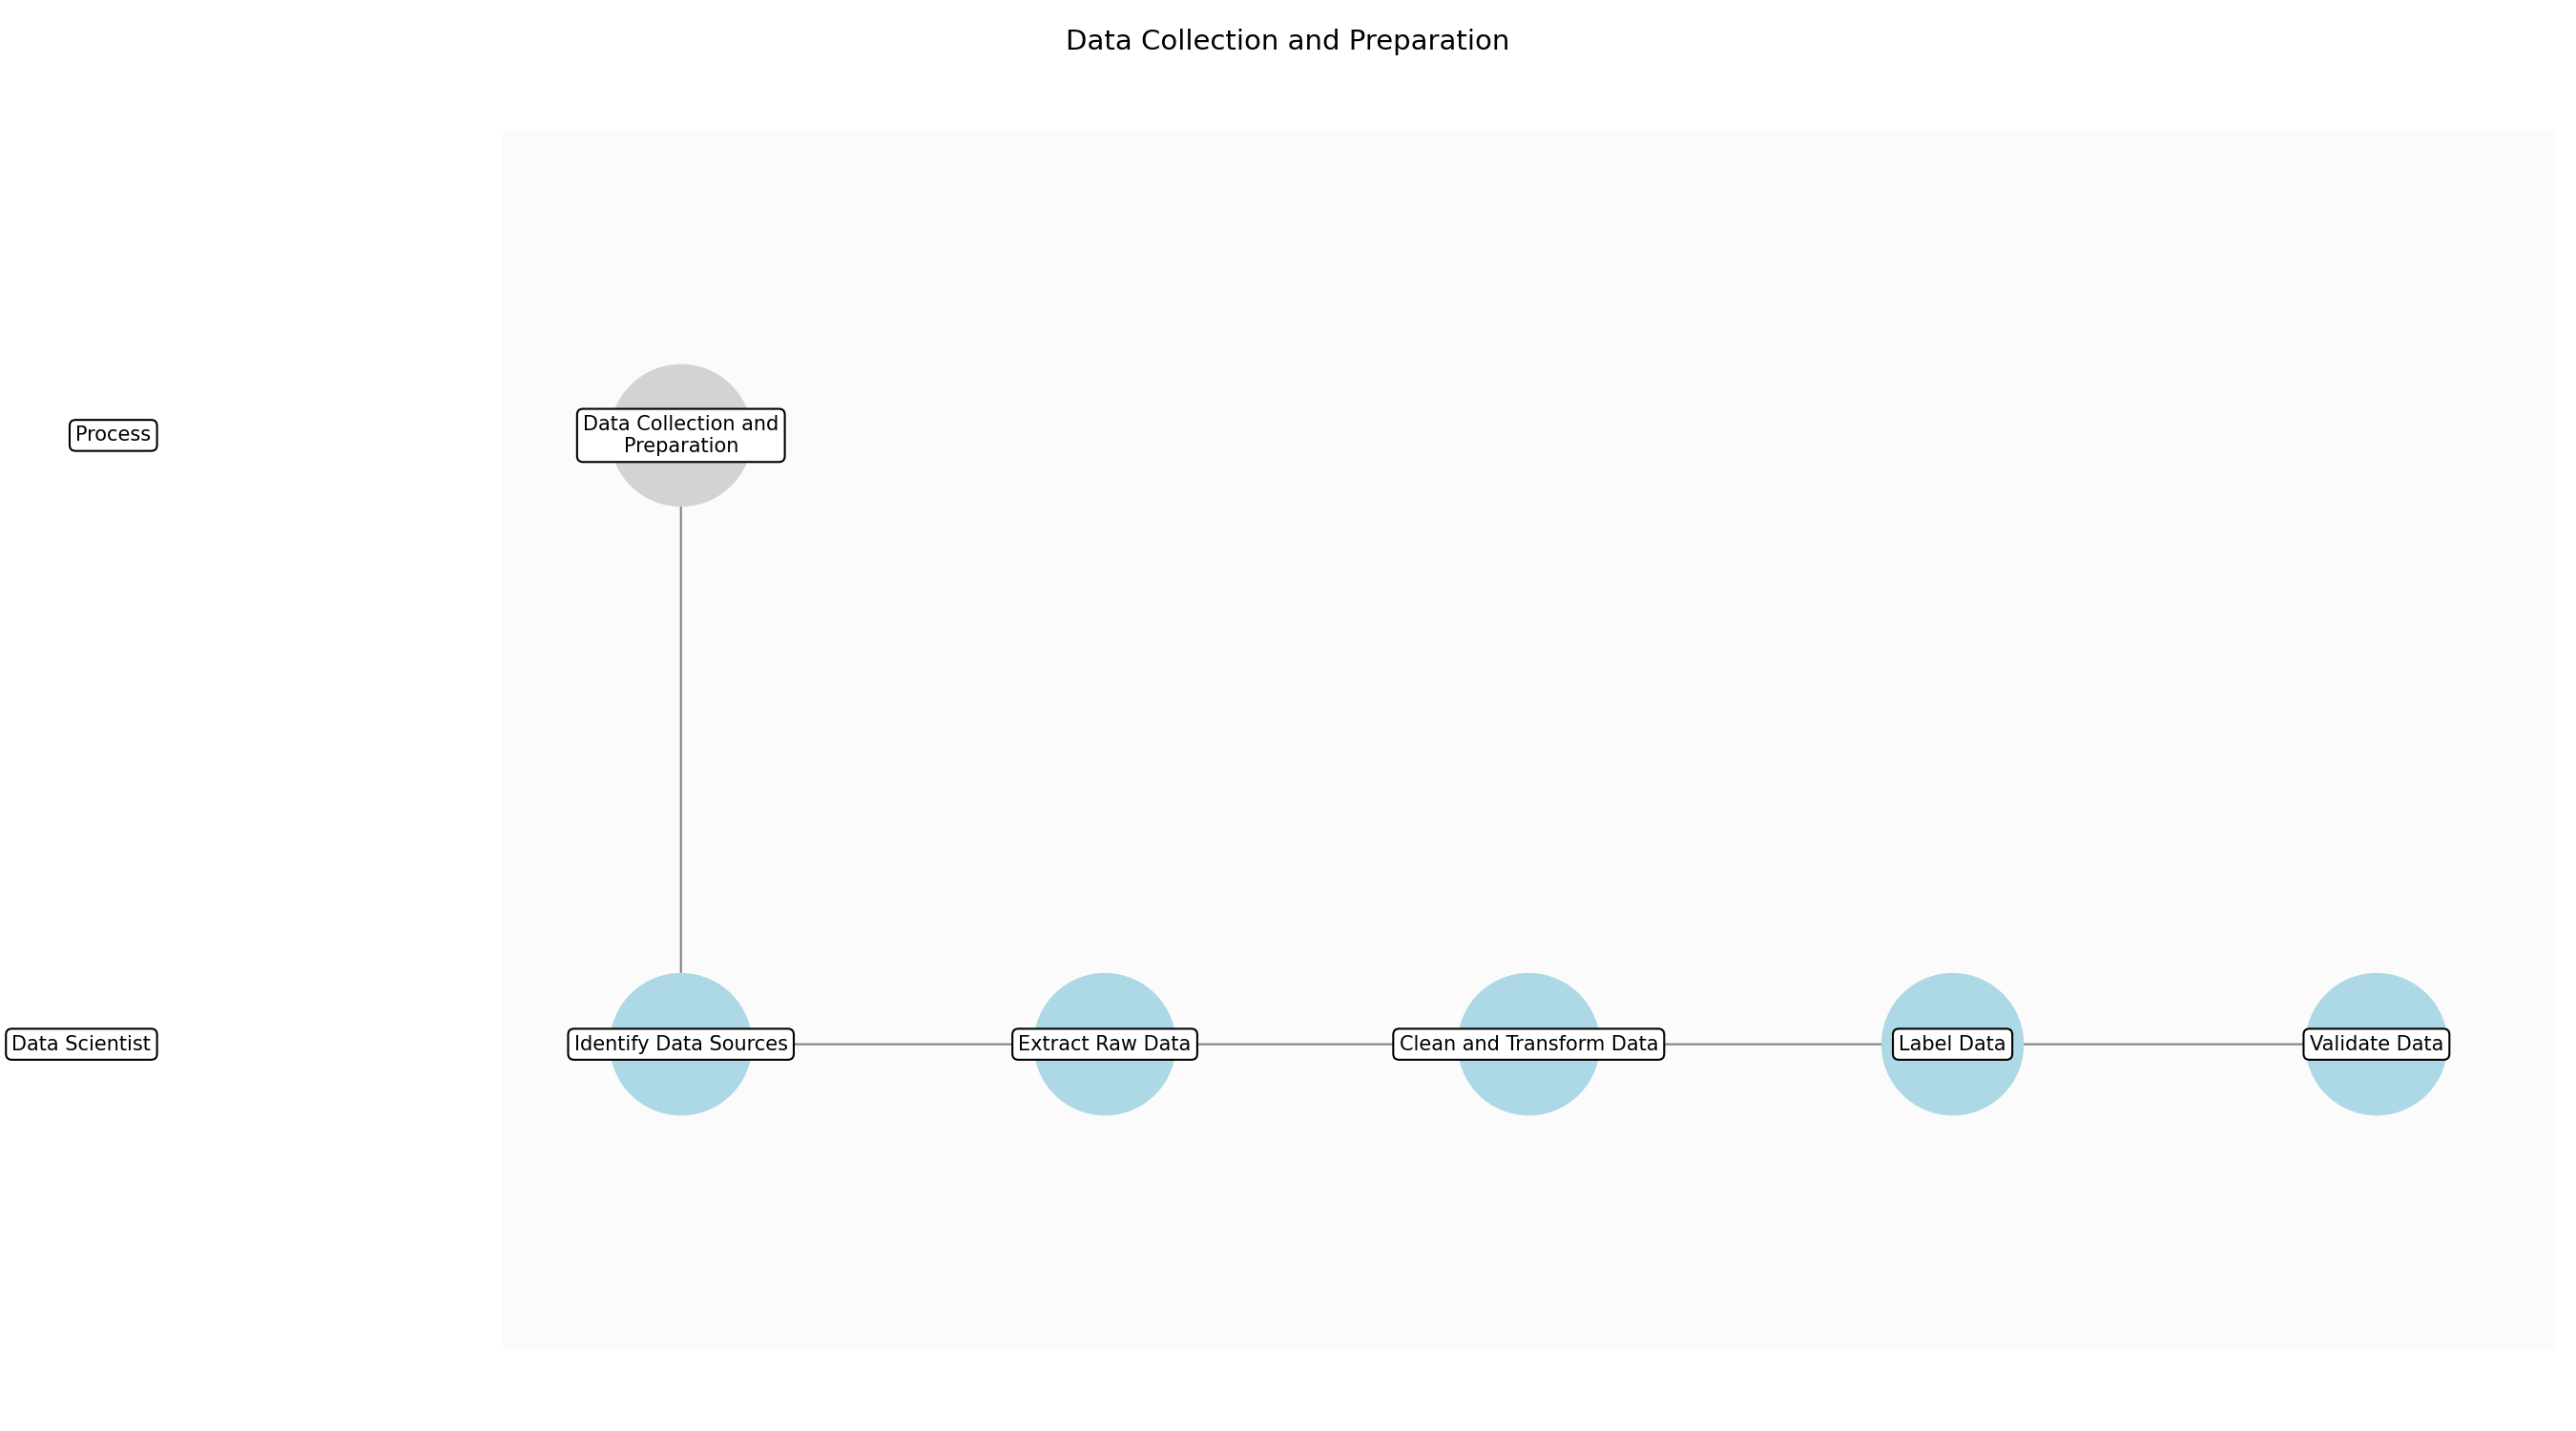 Data Collection and Preparation
Process
Data Collection and
Preparation
Data Scientist
Identify Data Sources
Extract Raw Data
Clean and Transform Data
Label Data
Validate Data